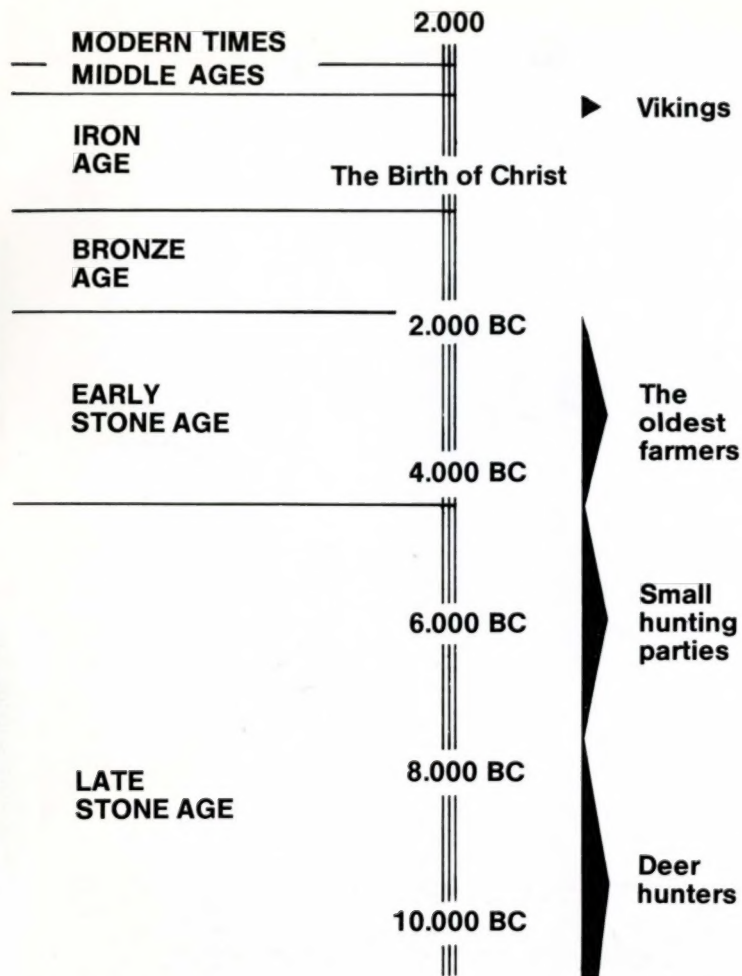 2.000
MODERN TIMES
MIDDLE AGES
Vikings
IRON
AGE
The Birth of Christ
BRONZE
AGE
2.000 BC
EARLY
STONE AGE
The
oldest
farmers
4.000 BC
Small
hunting
parties
6.000 BC
8.000 BC
LATE
STONE AGE
Deer
hunters
10.000 BC